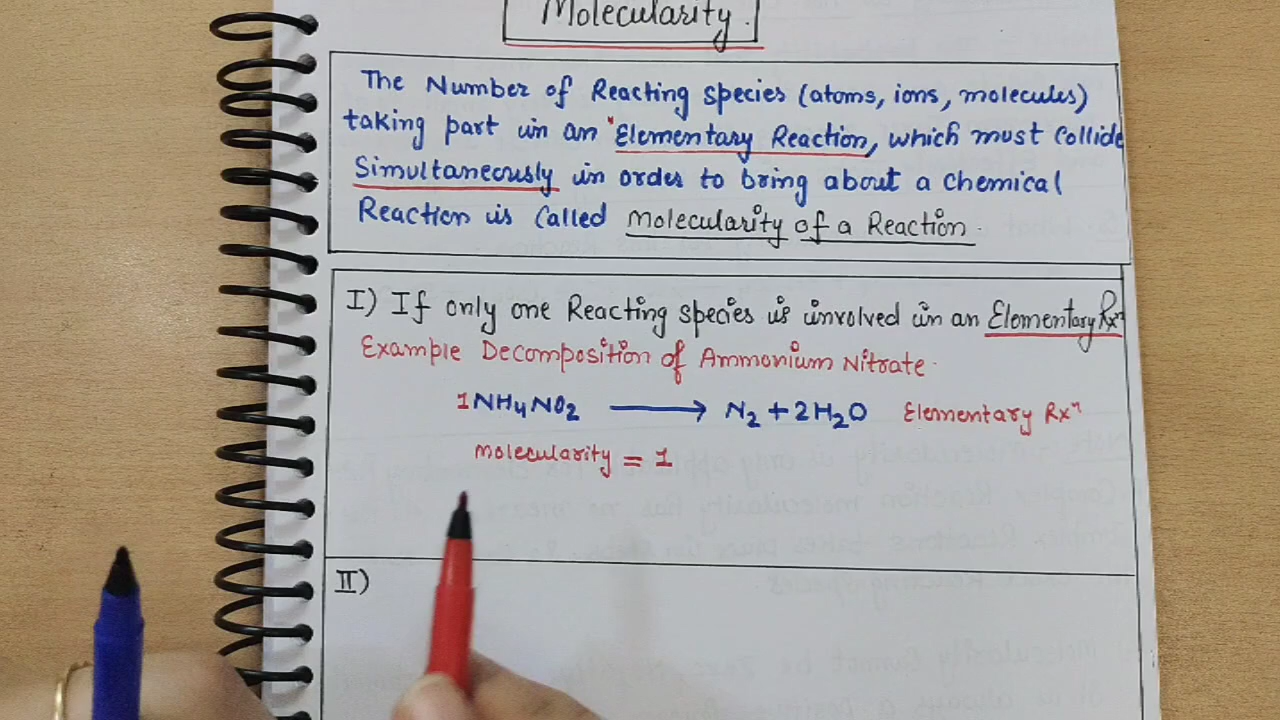 Molecularity.
The Number of Reacting species (atoms, ions, molecules)
taking part in an "Elementary Reaction, which must collide
Simultaneously in order to bring about a chemical
Reaction is called molecularity of a Reaction.
I) If only one Reacting species is involved in an Elementary Rxⁿ
Example Decomposition of Ammonium Nitrate.
1NH₄NO₂ ⟶ N₂ + 2H₂O Elementary Rxⁿ
molecularity = 1
II)